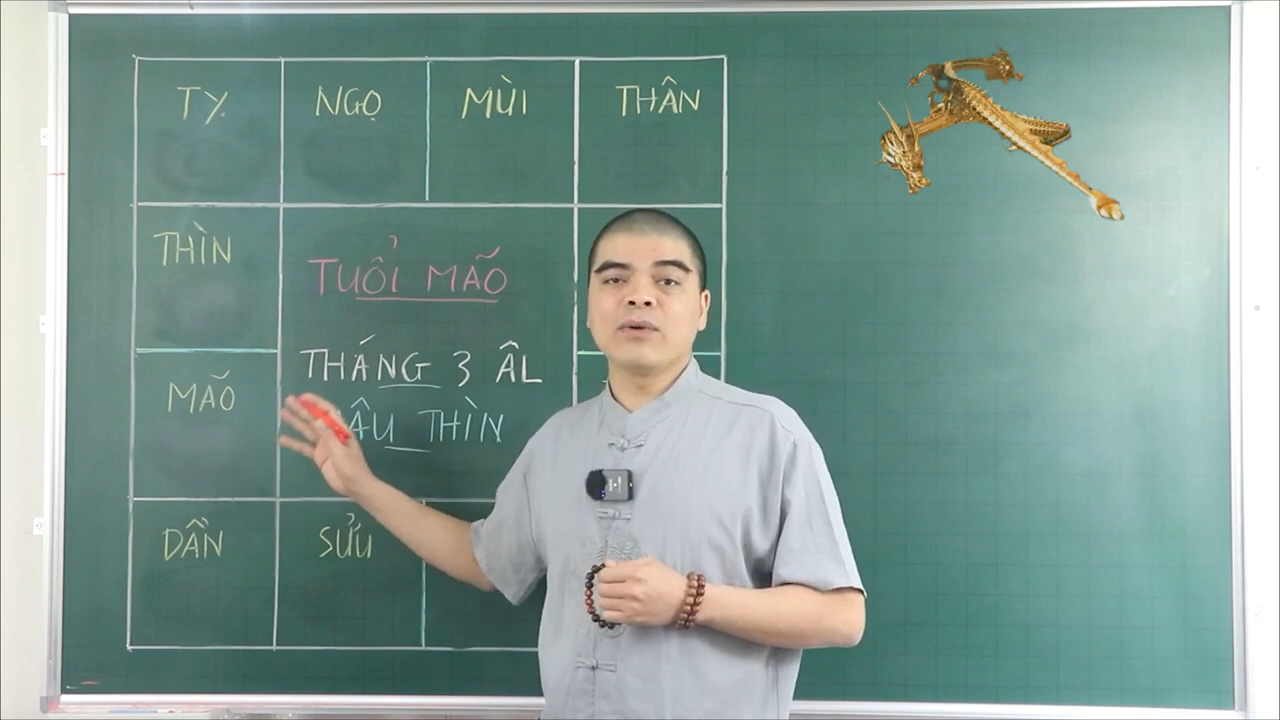 TỴ
NGỌ
MÙI
THÂN
THÌN
TUỔI MÃO
THÁNG 3 ÂL
MÃO
THÌN
DẦN
SỬU